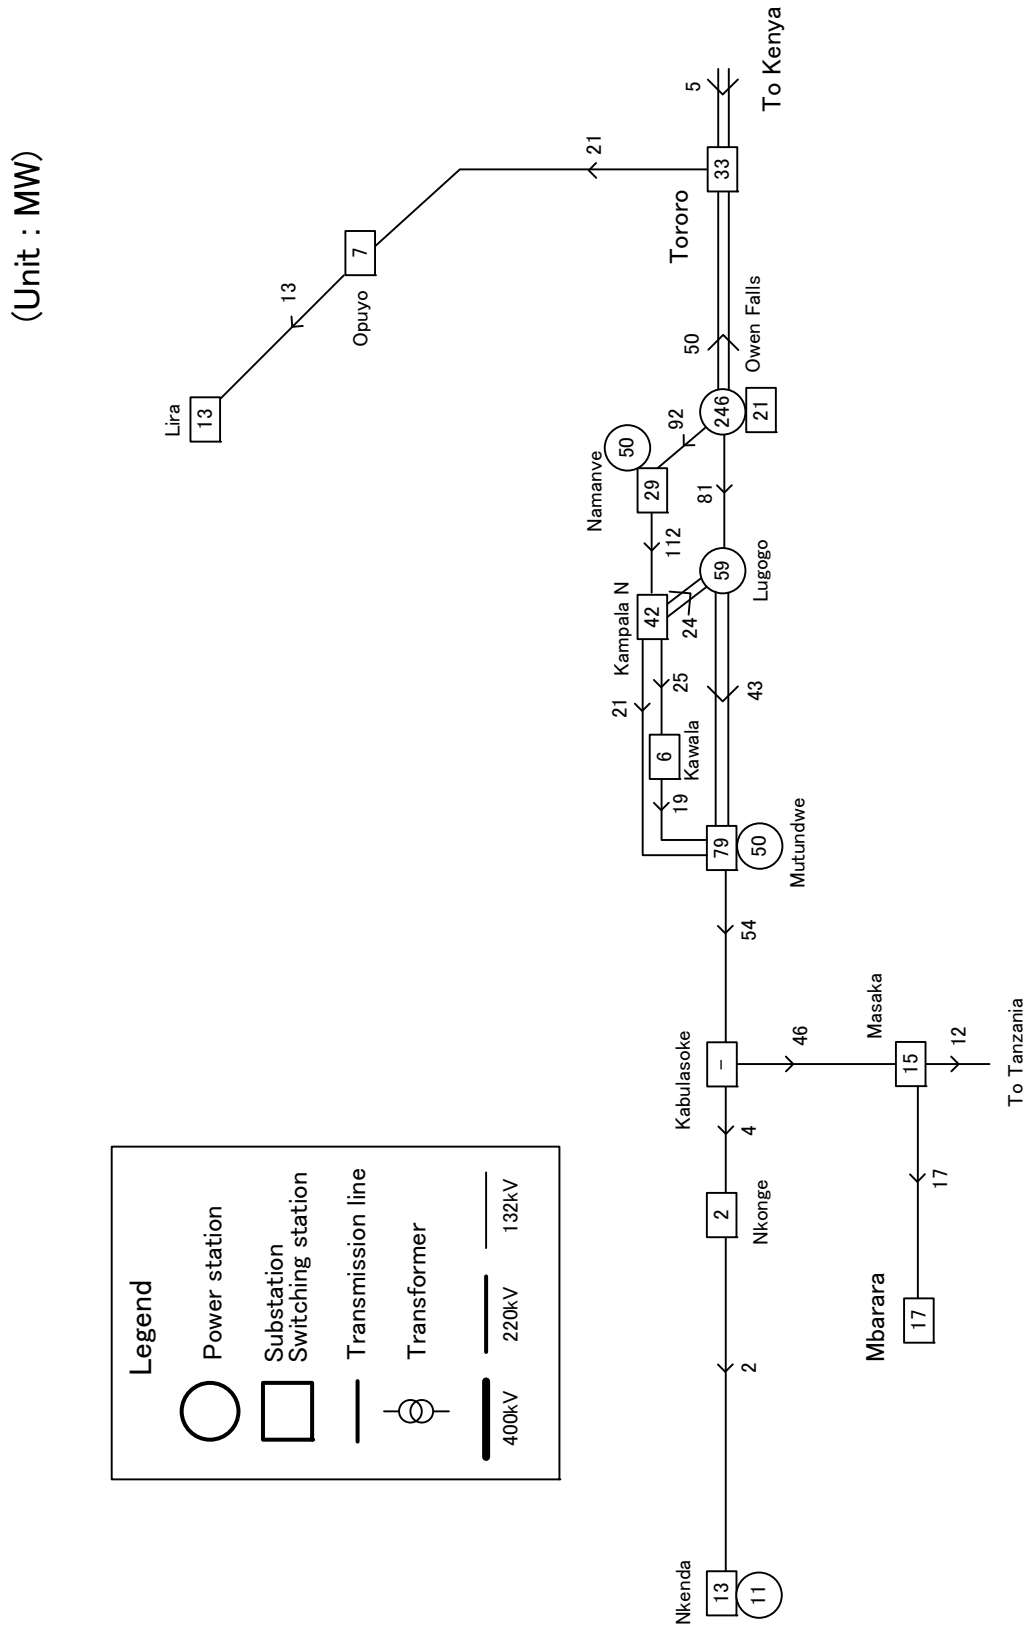 (Unit : MW)
Legend
Power station
Substation
Switching station
Transmission line
Transformer
400kV
220kV
132kV
Lira
13
13
Opuyo
7
21
To Kenya
5
Tororo
33
50
Owen Falls
246
21
92
81
Namanve
50
29
112
Kampala N
42
24
Lugogo
59
21
25
Kawala
6
19
43
Mutundwe
79
50
54
Kabulasoke
-
46
Masaka
15
12
To Tanzania
17
Mbarara
17
4
Nkonge
2
2
Nkenda
13
11